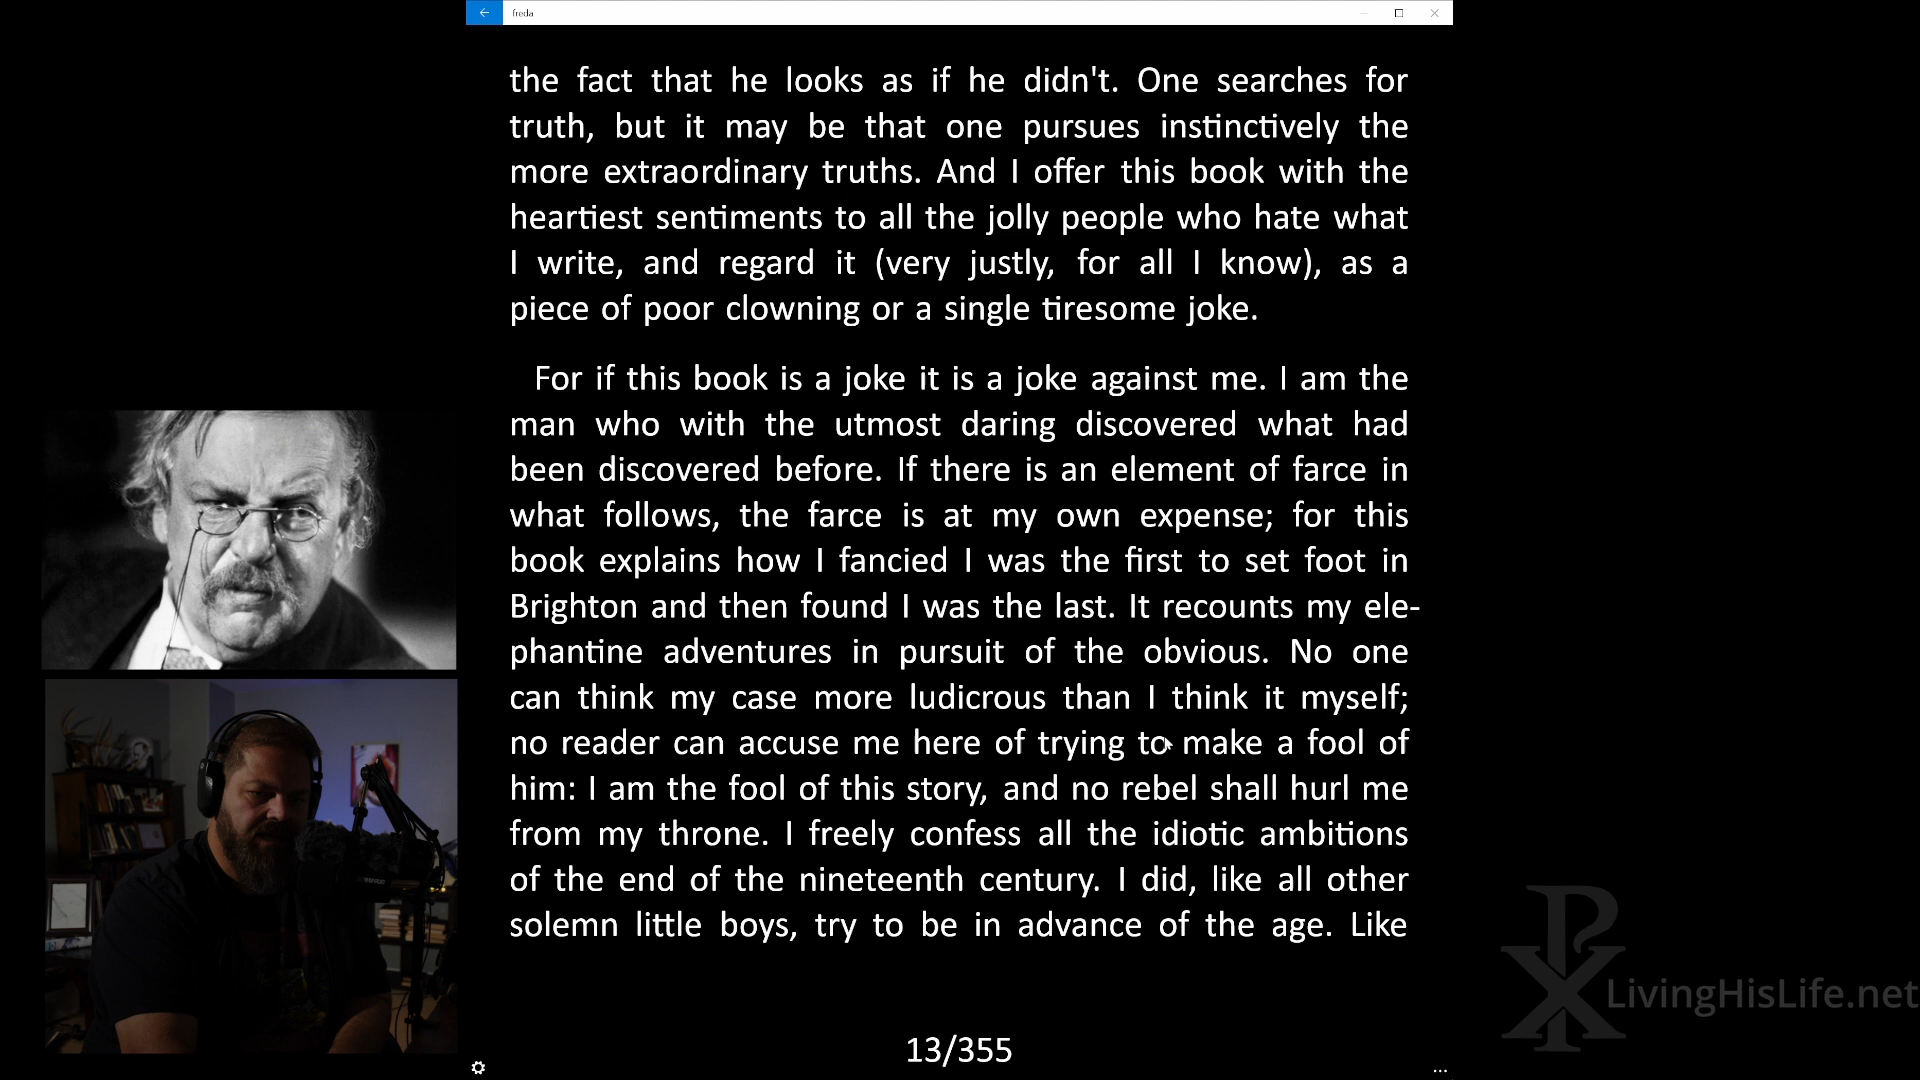 freda
the fact that he looks as if he didn't. One searches for
truth, but it may be that one pursues instinctively the
more extraordinary truths. And I offer this book with the
heartiest sentiments to all the jolly people who hate what
I write, and regard it (very justly, for all I know), as a
piece of poor clowning or a single tiresome joke.
For if this book is a joke it is a joke against me. I am the
man who with the utmost daring discovered what had
been discovered before. If there is an element of farce in
what follows, the farce is at my own expense; for this
book explains how I fancied I was the first to set foot in
Brighton and then found I was the last. It recounts my ele-
phantine adventures in pursuit of the obvious. No one
can think my case more ludicrous than I think it myself;
no reader can accuse me here of trying to make a fool of
him: I am the fool of this story, and no rebel shall hurl me
from my throne. I freely confess all the idiotic ambitions
of the end of the nineteenth century. I did, like all other
solemn little boys, try to be in advance of the age. Like
13/355
LivingHisLife.net